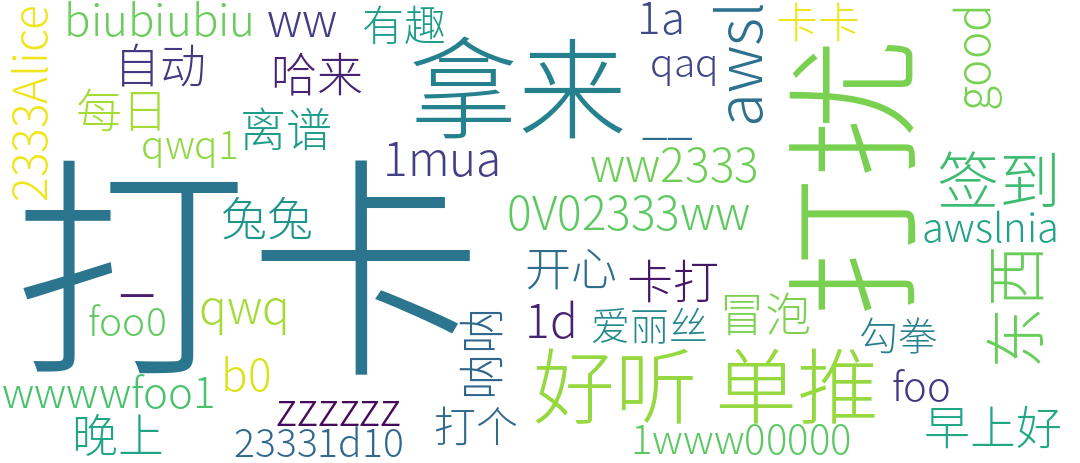 2333Alice
biubiubiu
ww
有趣
1a
卡卡
awsl
good
自动
哈来
拿来
qaq
打扰
每日
离谱
qwq1
1mua
__
ww2333
签到
兔兔
0V02333ww
awslnia
打卡
开心
卡打
东西
_
foo0
qwq
呐呐
1d
爱丽丝
冒泡
勾拳
b0
好听
单推
foo
wwwwfoo1
zzzzzz
晚上
23331d10
打个
1www00000
早上好